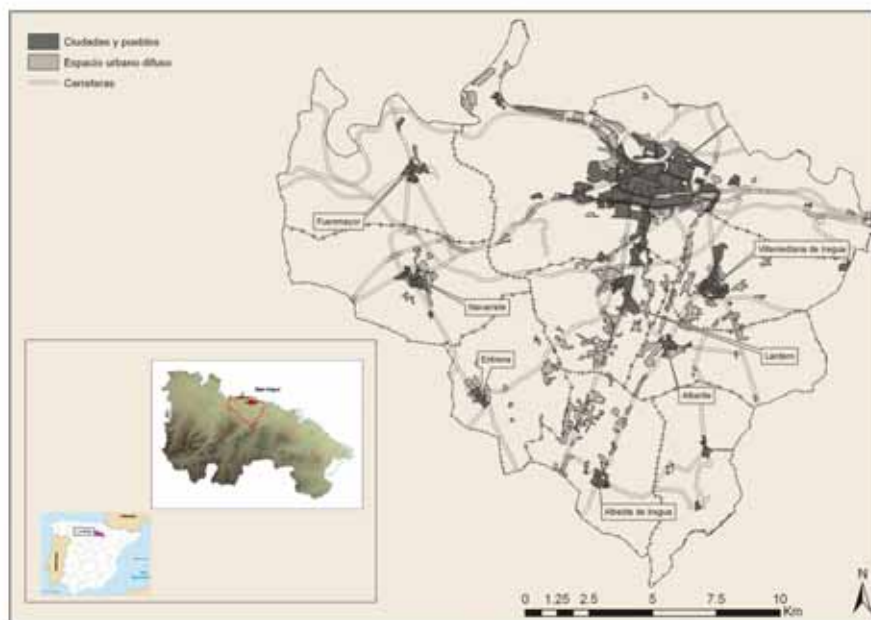 Ciudades y pueblos
Espacio urbano difuso
Carreteras
Fuenmayor
Villamediana de Iregua
Navarrete
Lardero
Entrena
Alberite
Albelda de Iregua
N
0 1.25 2.5 5 7.5 10
Km